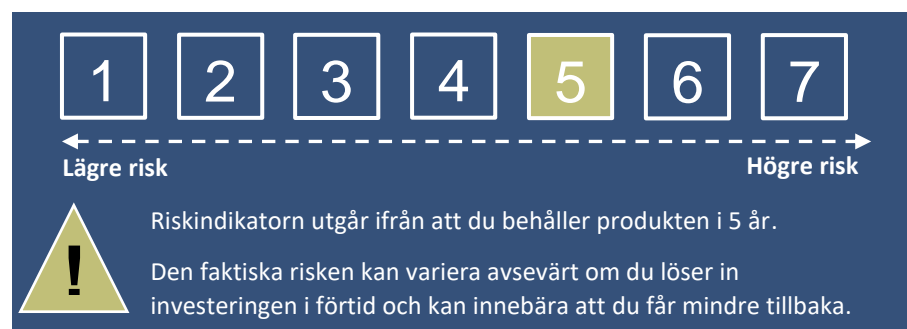 1 2 3 4 5 6 7
Lägre risk Högre risk
Riskindikatorn utgår ifrån att du behåller produkten i 5 år.
!
Den faktiska risken kan variera avsevärt om du löser in
investeringen i förtid och kan innebära att du får mindre tillbaka.